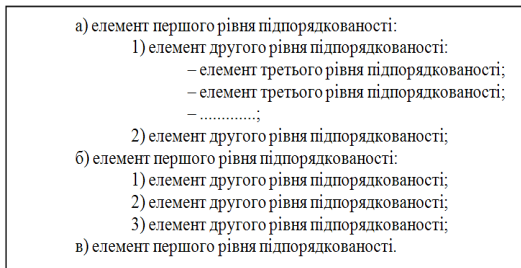 а) елемент першого рівня підпорядкованості:
1) елемент другого рівня підпорядкованості:
– елемент третього рівня підпорядкованості;
– елемент третього рівня підпорядкованості;
– .............;
2) елемент другого рівня підпорядкованості;
б) елемент першого рівня підпорядкованості:
1) елемент другого рівня підпорядкованості;
2) елемент другого рівня підпорядкованості;
3) елемент другого рівня підпорядкованості;
в) елемент першого рівня підпорядкованості.